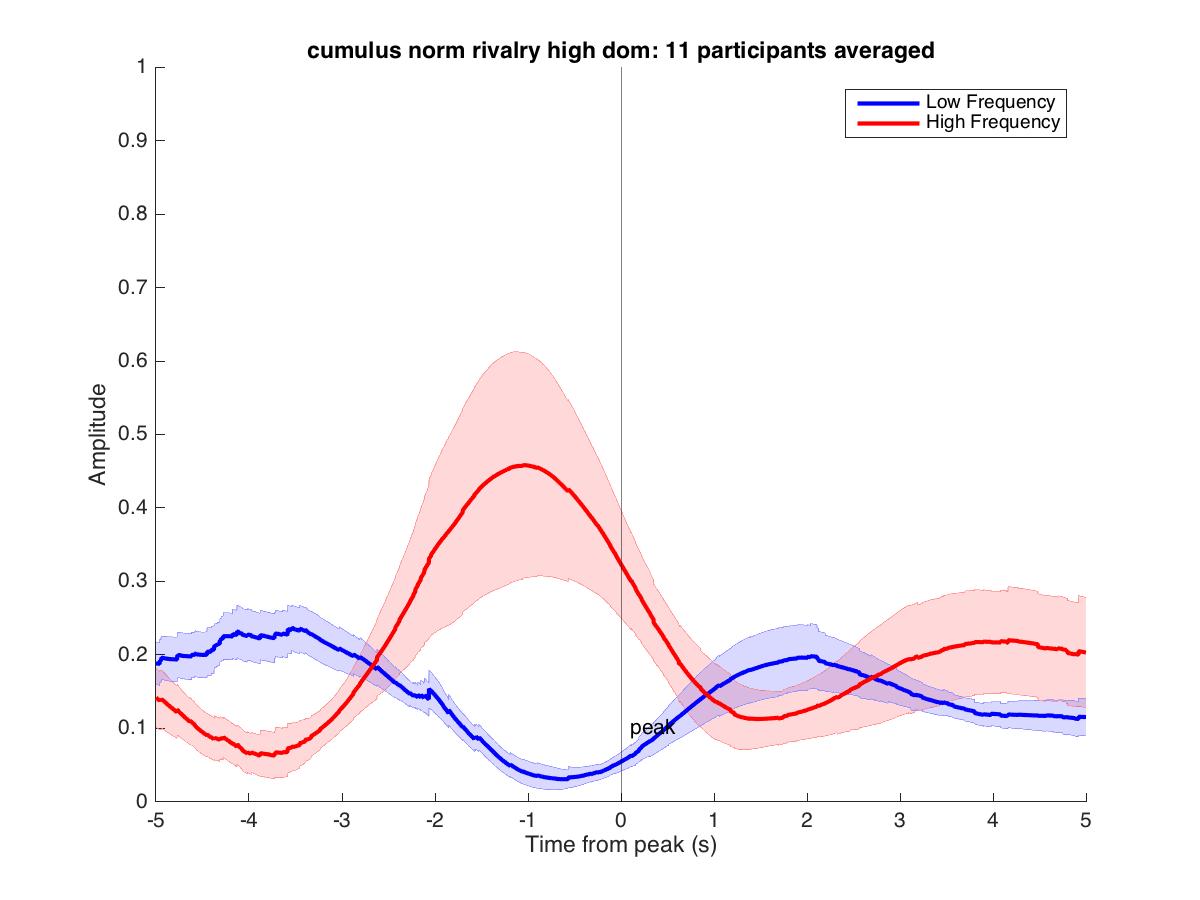 cumulus norm rivalry high dom: 11 participants averaged
1
0.9
0.8
0.7
0.6
0.5
0.4
0.3
0.2
0.1
0
Amplitude
Low Frequency
High Frequency
peak
-5 -4 -3 -2 -1 0 1 2 3 4 5
Time from peak (s)